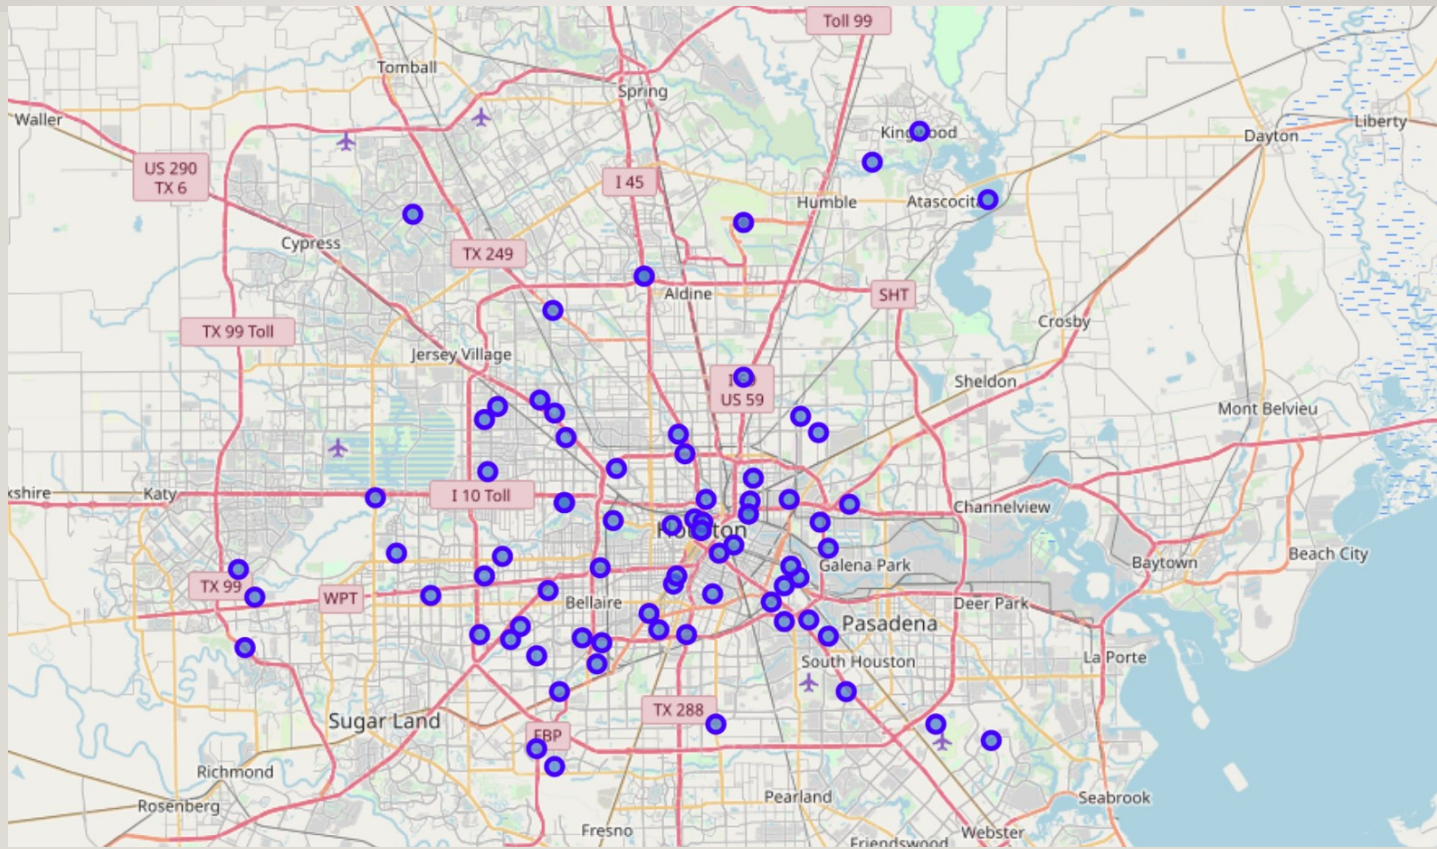 Toll 99
Tomball
Spring
Waller
Kingwood
Liberty
Dayton
US 290
TX 6
I 45
Humble
Atascocita
Cypress
TX 249
Aldine
SHT
TX 99 Toll
Crosby
Jersey Village
Sheldon
US 59
Mont Belvieu
kshire
Katy
I 10 Toll
Channelview
Houston
Beach City
Galena Park
Baytown
TX 99
WPT
Bellaire
Deer Park
Pasadena
La Porte
South Houston
TX 288
Sugar Land
FBP
Richmond
Pearland
Seabrook
Rosenberg
Fresno
Webster
Friendswood